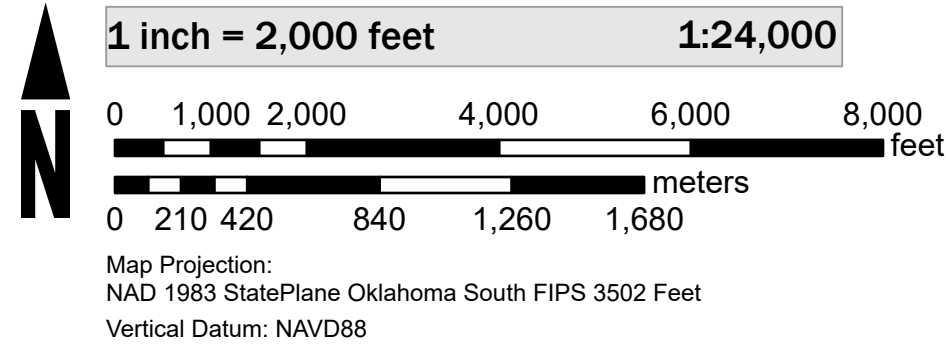 1 inch = 2,000 feet 1:24,000
0 1,000 2,000 4,000 6,000 8,000
feet
meters
0 210 420 840 1,260 1,680
N
Map Projection:
NAD 1983 StatePlane Oklahoma South FIPS 3502 Feet
Vertical Datum: NAVD88